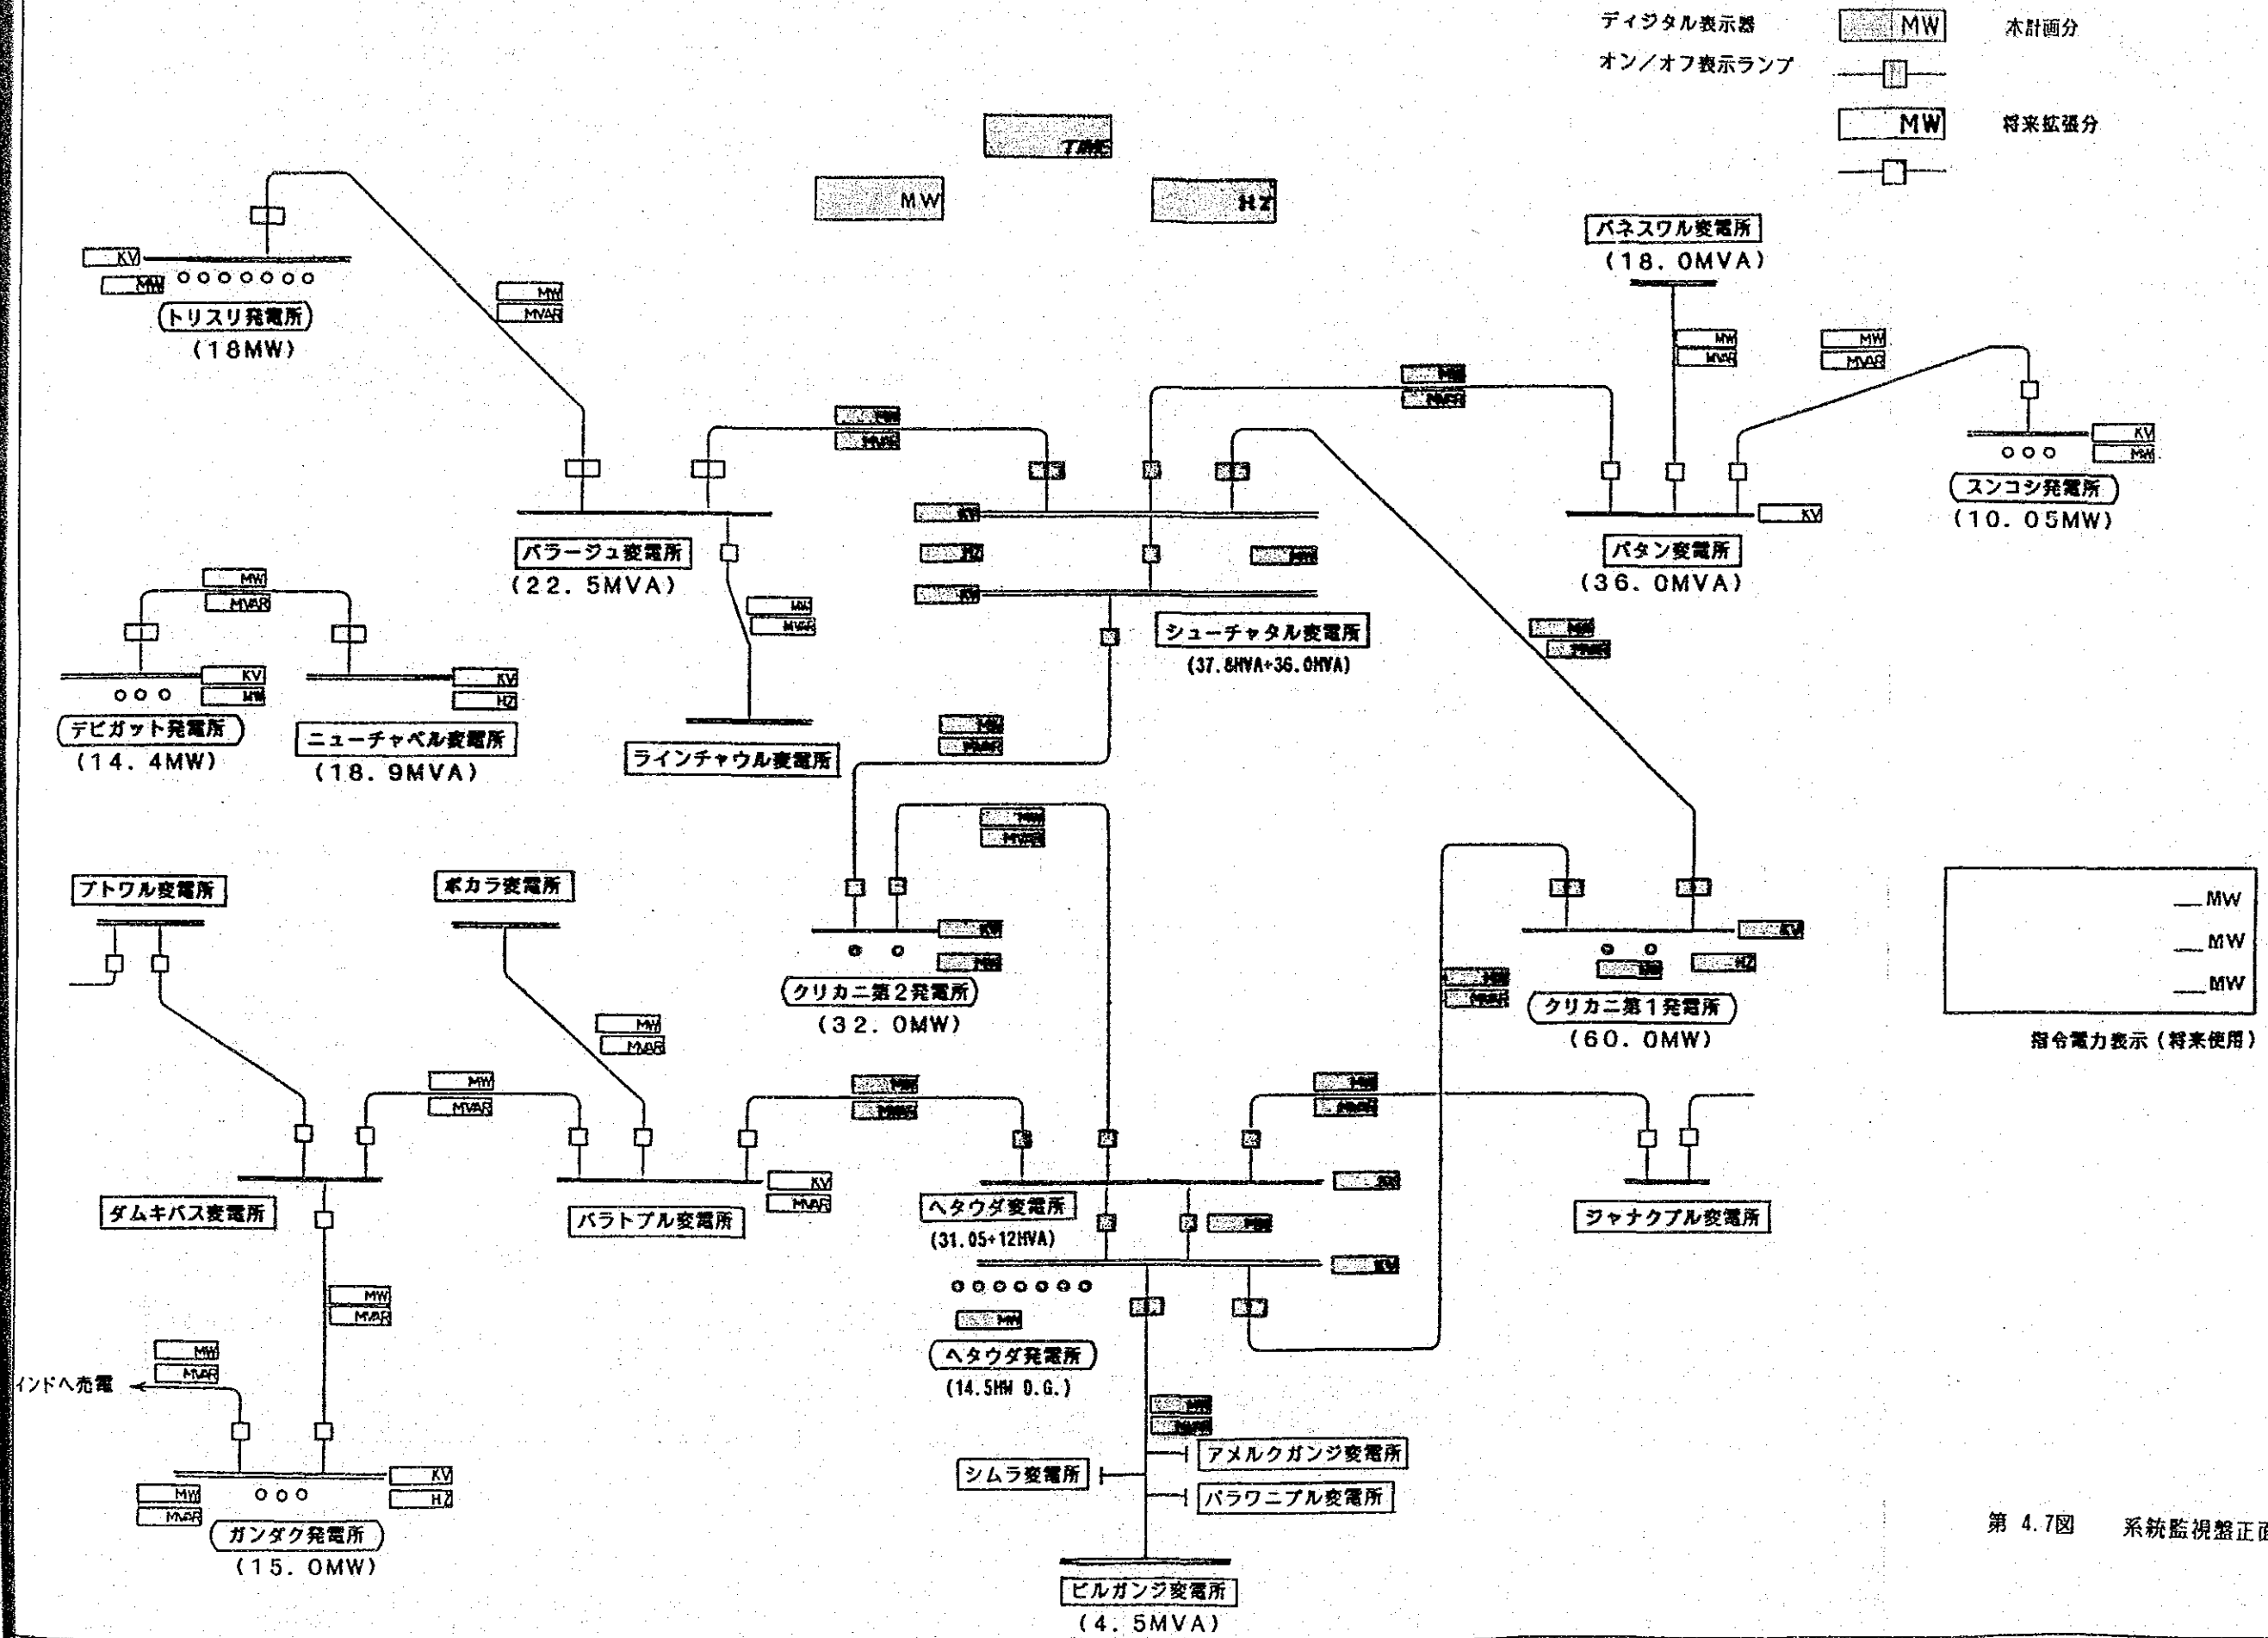 ディジタル表示器 MW 本計画分
オン／オフ表示ランプ
MW 将来拡張分
TIME
MW
HZ
バネスワル変電所
(18.0MVA)
KV
MW
トリスリ発電所
(18MW)
MW
MVAR
MW
MVAR
MW
MVAR
MW
MVAR
MW
MVAR
KV
MW
スンコシ発電所
(10.05MW)
バラージュ変電所
(22.5MVA)
KV
HZ
MW
KV
KV
パタン変電所
(36.0MVA)
シューチャタル変電所
(37.8MVA+36.0MVA)
MW
MVAR
MW
MVAR
MW
MVAR
KV
MW
デビガット発電所
(14.4MW)
KV
HZ
ニューチャベル変電所
(18.9MVA)
ラインチャウル変電所
MW
MVAR
MW
MVAR
ブトワル変電所
ポカラ変電所
KV
MW
クリカニ第2発電所
(32.0MW)
MW
MVAR
KV
MW
HZ
クリカニ第1発電所
(60.0MW)
MW
MW
MW
指令電力表示（将来使用）
MW
MVAR
MW
MVAR
MW
MVAR
MW
MVAR
ダムキバス変電所
KV
MVAR
バラトプル変電所
KV
ヘタウダ変電所
(31.05+12MVA)
MW
KV
ジャナクプル変電所
MW
ヘタウダ発電所
(14.5MW D.G.)
MW
MVAR
MW
MVAR
インドへ売電
KV
HZ
MW
MVAR
ガンダク発電所
(15.0MW)
MW
MVAR
アメルクガンジ変電所
シムラ変電所
パラワニプル変電所
ビルガンジ変電所
(4.5MVA)
第 4.7図 系統監視盤正面